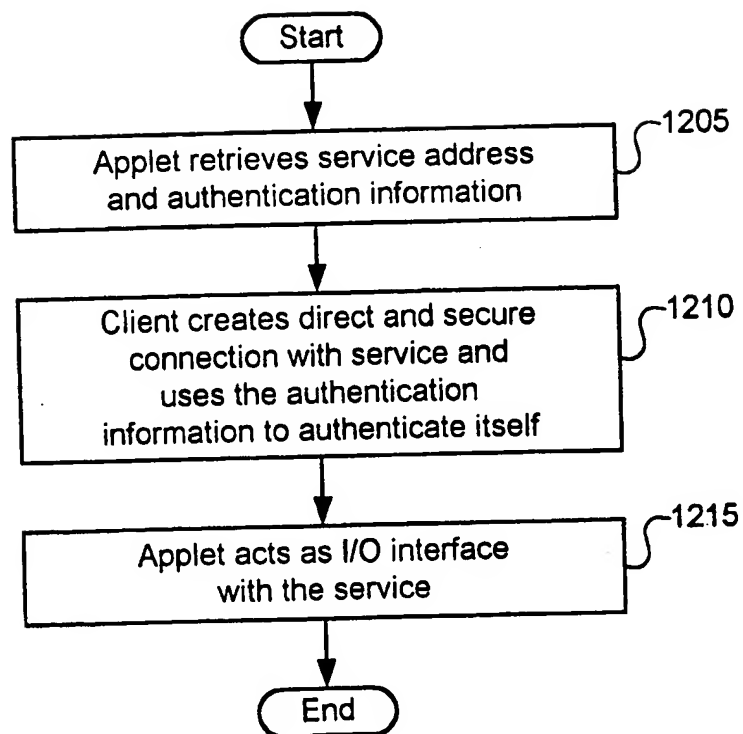 Start
1205
Applet retrieves service address
and authentication information
1210
Client creates direct and secure
connection with service and
uses the authentication
information to authenticate itself
1215
Applet acts as I/O interface
with the service
End